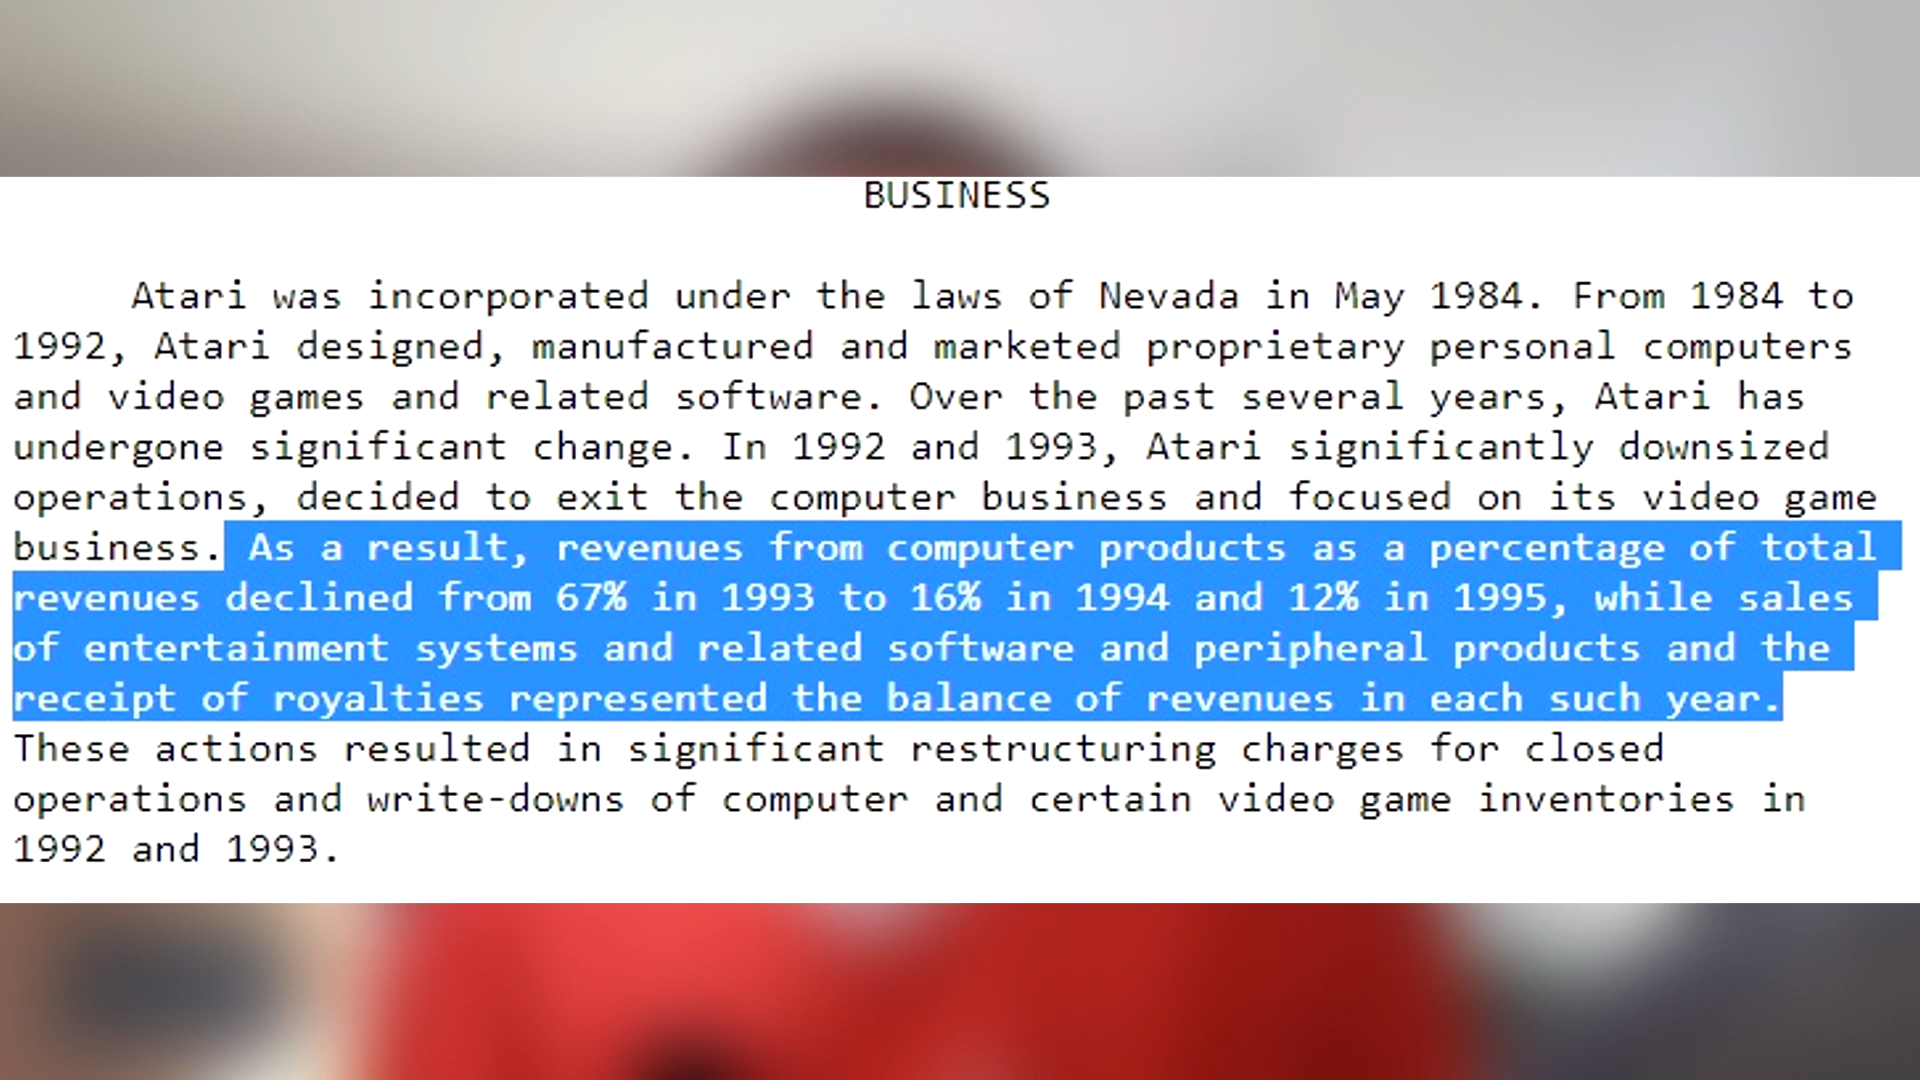 BUSINESS
Atari was incorporated under the laws of Nevada in May 1984. From 1984 to
1992, Atari designed, manufactured and marketed proprietary personal computers
and video games and related software. Over the past several years, Atari has
undergone significant change. In 1992 and 1993, Atari significantly downsized
operations, decided to exit the computer business and focused on its video game
business. As a result, revenues from computer products as a percentage of total
revenues declined from 67% in 1993 to 16% in 1994 and 12% in 1995, while sales
of entertainment systems and related software and peripheral products and the
receipt of royalties represented the balance of revenues in each such year.
These actions resulted in significant restructuring charges for closed
operations and write-downs of computer and certain video game inventories in
1992 and 1993.